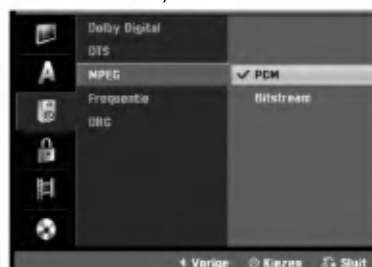 Dolby Digital
DTS
MPEG
✓ PCM
Frequentie
Bitstream
DRC
Vorige
Kiezen
Sluit